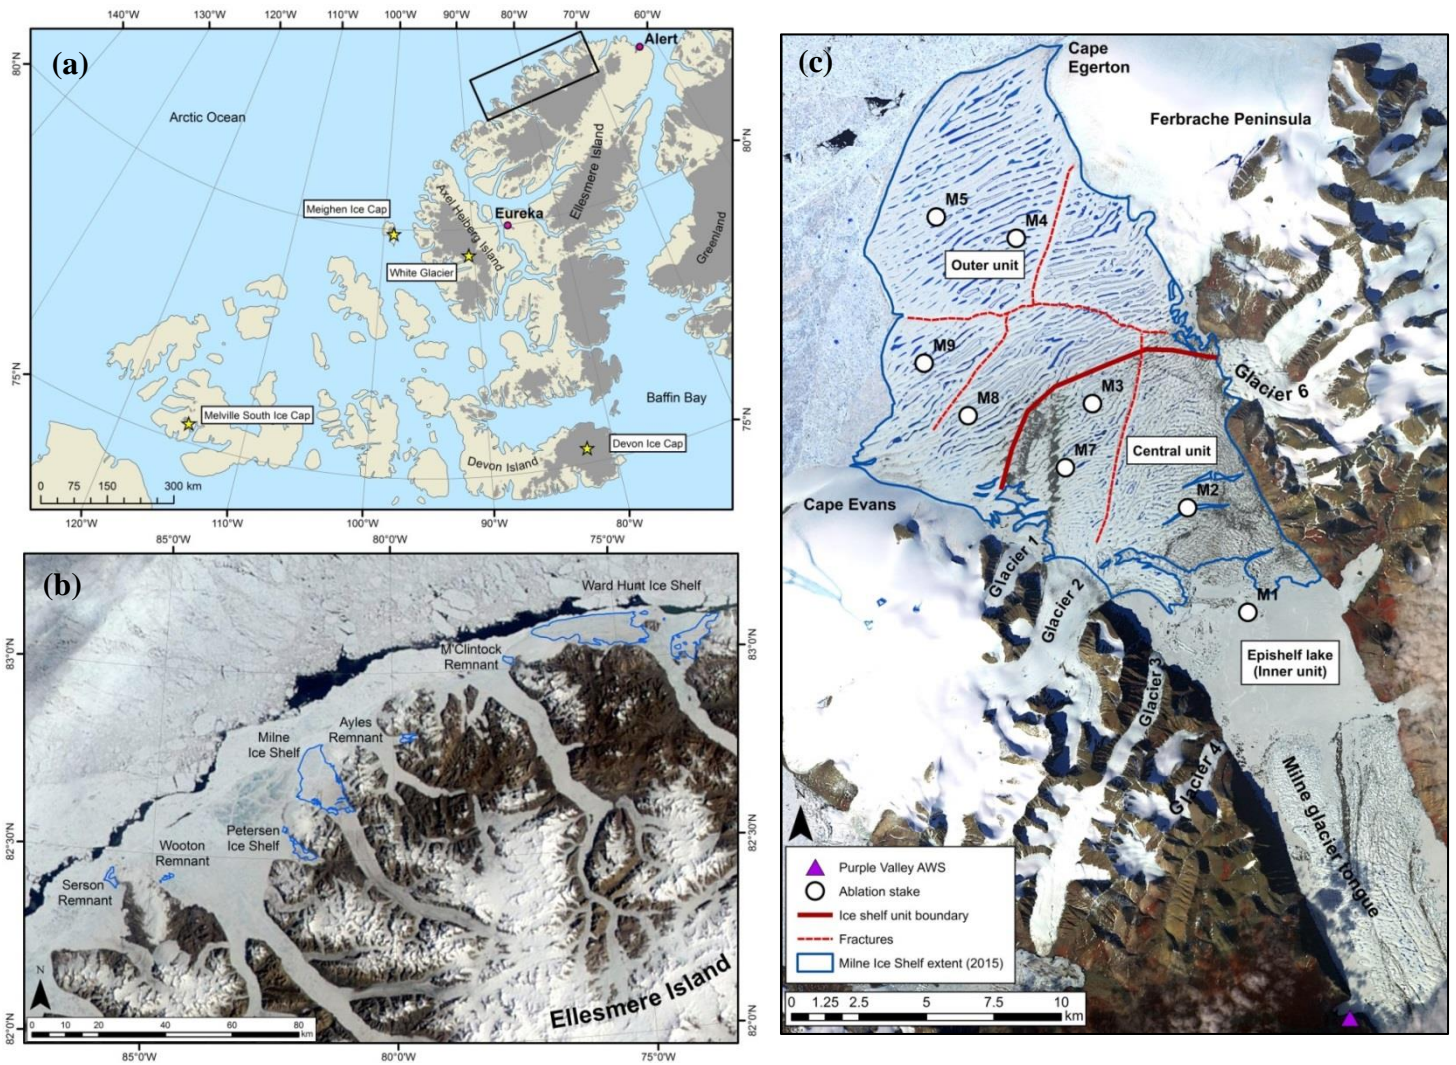 140°W 130°W 120°W 110°W 100°W 90°W 80°W 70°W 60°W
(a)
80°N
Alert
Arctic Ocean
80°N
Ellesmere Island
Axel Heiberg Island
Meighen Ice Cap
Eureka
Greenland
White Glacier
75°N
Baffin Bay
Melville South Ice Cap
75°N
Devon Ice Cap
Devon Island
0 75 150 300 km
120°W 110°W 100°W 90°W 80°W
85°W 80°W 75°W
(b)
Ward Hunt Ice Shelf
83°0'N
83°0'N
M'Clintock
Remnant
Ayles
Remnant
Milne
Ice Shelf
Petersen
Ice Shelf
82°30'N
82°30'N
Wooton
Remnant
Serson
Remnant
N
Ellesmere Island
0 10 20 40 60 80
km
82°0'N
82°0'N
85°W 80°W 75°W
(c)
Cape
Egerton
Ferbrache Peninsula
M5
M4
Outer unit
M9
M3
Glacier 6
M8
M7
Central unit
M2
Cape Evans
Glacier 1
Glacier 2
M1
Epishelf lake
(Inner unit)
Glacier 3
Glacier 4
Milne glacier tongue
Purple Valley AWS
Ablation stake
Ice shelf unit boundary
Fractures
Milne Ice Shelf extent (2015)
0 1.25 2.5 5 7.5 10
km